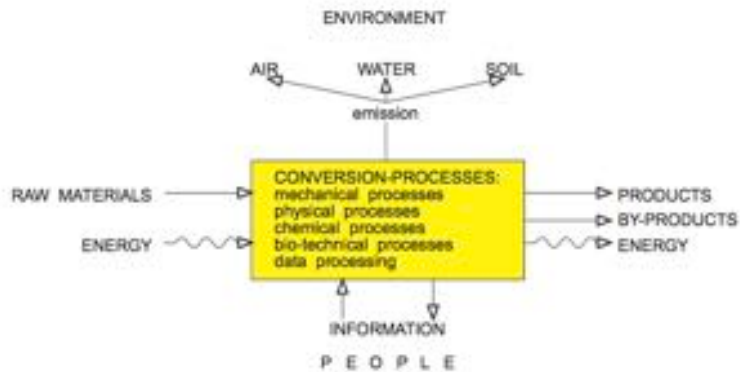 ENVIRONMENT
AIR WATER SOIL
emission
CONVERSION-PROCESSES:
RAW MATERIALS mechanical processes PRODUCTS
physical processes
BY-PRODUCTS
chemical processes
ENERGY bio-technical processes ENERGY
data processing
INFORMATION
P E O P L E